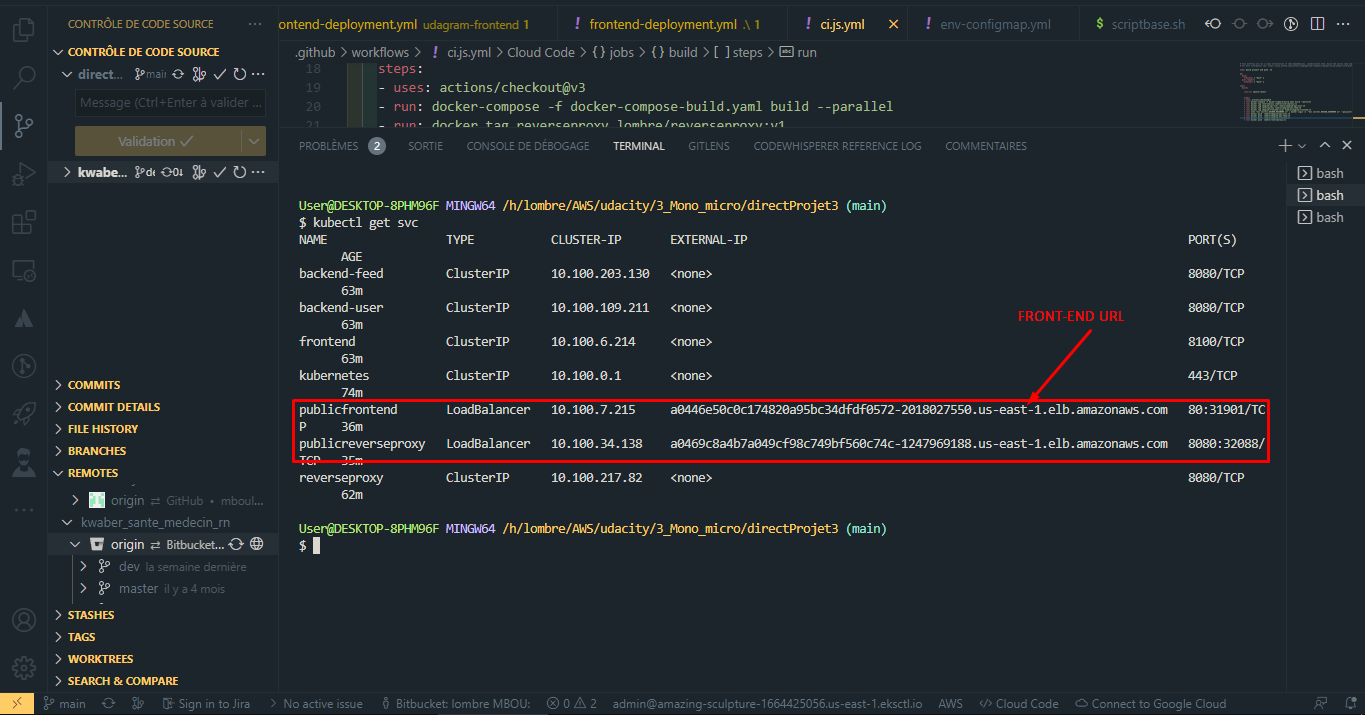 CONTRÔLE DE CODE SOURCE ...
ontend-deployment.yml udagram-frontend 1
! frontend-deployment.yml .\ 1
! ci.js.yml
! env-configmap.yml
$ scriptbase.sh
CONTRÔLE DE CODE SOURCE
.github > workflows > ! ci.js.yml > Cloud Code > {} jobs > {} build > [ ] steps > run
direct... main
18 steps:
19 - uses: actions/checkout@v3
Message (Ctrl+Entrée à valider ...
20 - run: docker-compose -f docker-compose-build.yaml build --parallel
21 - run: docker tag reverseproxy lombre/reverseproxy:v1
Validation
PROBLÈMES 2 SORTIE CONSOLE DE DÉBOGAGE TERMINAL GITLENS CODEWHISPERER REFERENCE LOG COMMENTAIRES
kwabe... de 0↓
bash
bash
bash
User@DESKTOP-8PHM96F MINGW64 /h/lombre/AWS/udacity/3_Mono_micro/directProjet3 (main)
$ kubectl get svc
NAME TYPE CLUSTER-IP EXTERNAL-IP PORT(S)
AGE
backend-feed ClusterIP 10.100.203.130 <none> 8080/TCP
63m
backend-user ClusterIP 10.100.109.211 <none> 8080/TCP
63m
FRONT-END URL
frontend ClusterIP 10.100.6.214 <none> 8100/TCP
63m
kubernetes ClusterIP 10.100.0.1 <none> 443/TCP
74m
publicfrontend LoadBalancer 10.100.7.215 a0446e50c0c174820a95bc34dfdf0572-2018027550.us-east-1.elb.amazonaws.com 80:31901/TC
P 36m
publicreverseproxy LoadBalancer 10.100.34.138 a0469c8a4b7a049cf98c749bf560c74c-1247969188.us-east-1.elb.amazonaws.com 8080:32088/
TCP 35m
reverseproxy ClusterIP 10.100.217.82 <none> 8080/TCP
62m
User@DESKTOP-8PHM96F MINGW64 /h/lombre/AWS/udacity/3_Mono_micro/directProjet3 (main)
$
COMMITS
COMMIT DETAILS
FILE HISTORY
BRANCHES
REMOTES
origin ⇄ GitHub • mboul...
kwaber_sante_medecin_rn
origin ⇄ Bitbucket...
dev la semaine dernière
master il y a 4 mois
STASHES
TAGS
WORKTREES
SEARCH & COMPARE
main Sign in to Jira No active issue Bitbucket: lombre MBOU: 0 2 admin@amazing-sculpture-1664425056.us-east-1.eksctl.io AWS Cloud Code Connect to Google Cloud